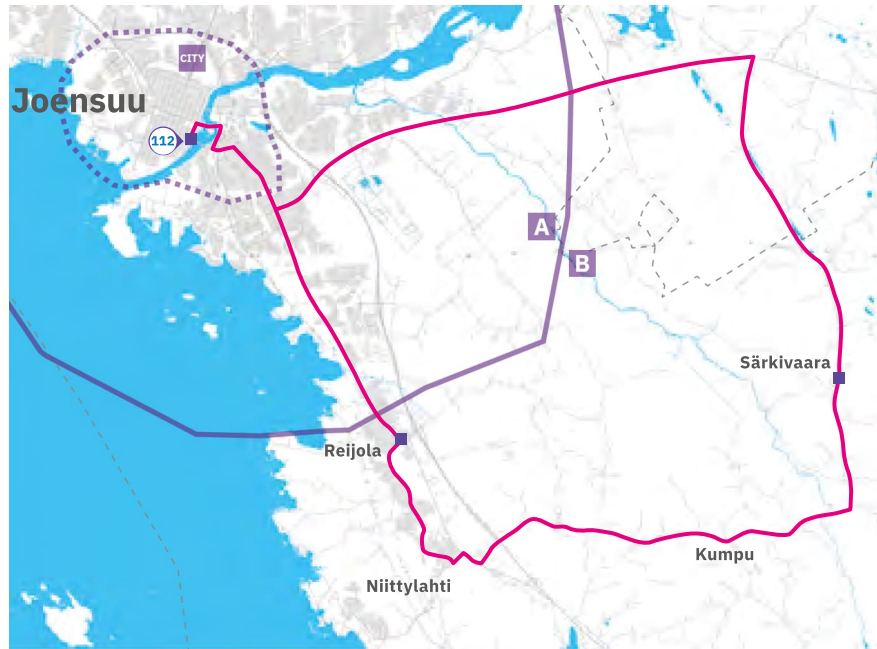 CITY
Joensuu
112
A
B
Särkivaara
Reijola
Kumpu
Niittylahti